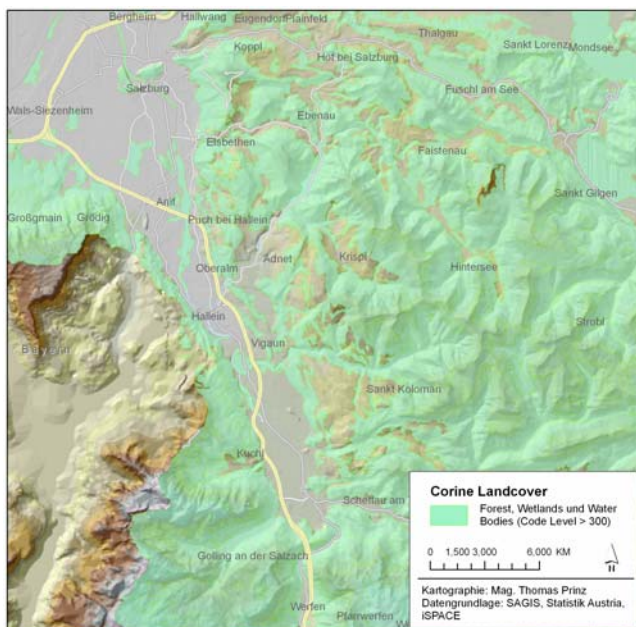 Bergheim
Hallwang
Eugendorf
Plainfeld
Thalgau
Koppl
Hof bei Salzburg
Sankt Lorenz
Mondsee
Salzburg
Fuschl am See
Wals-Siezenheim
Ebenau
Elsbethen
Faistenau
Anif
Sankt Gilgen
Großgmain
Grödig
Puch bei Hallein
Adnet
Krispl
Oberalm
Hintersee
Hallein
Strobl
Vigaun
Bayern
Sankt Koloman
Kuchl
Scheffau am
Golling an der Salzach
Werfen
Pfarrwerfen
Corine Landcover
Forest, Wetlands und Water
Bodies (Code Level > 300)
0 1,500 3,000 6,000 KM
N
Kartographie: Mag. Thomas Prinz
Datengrundlage: SAGIS, Statistik Austria,
iSPACE